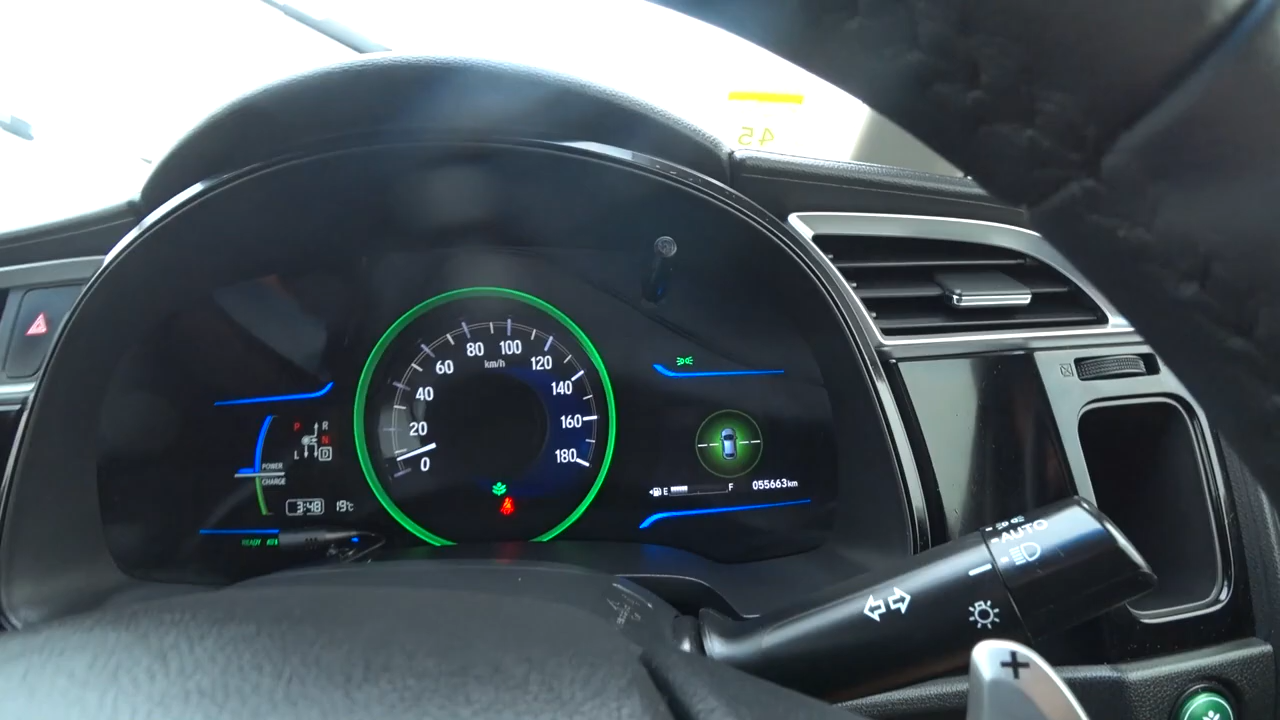 45
80 100
60 km/h 120
40 140
20 160
0 180
P R
N
L D
POWER
CHARGE
3:48 19°C
READY
E F 055663km
AUTO
+